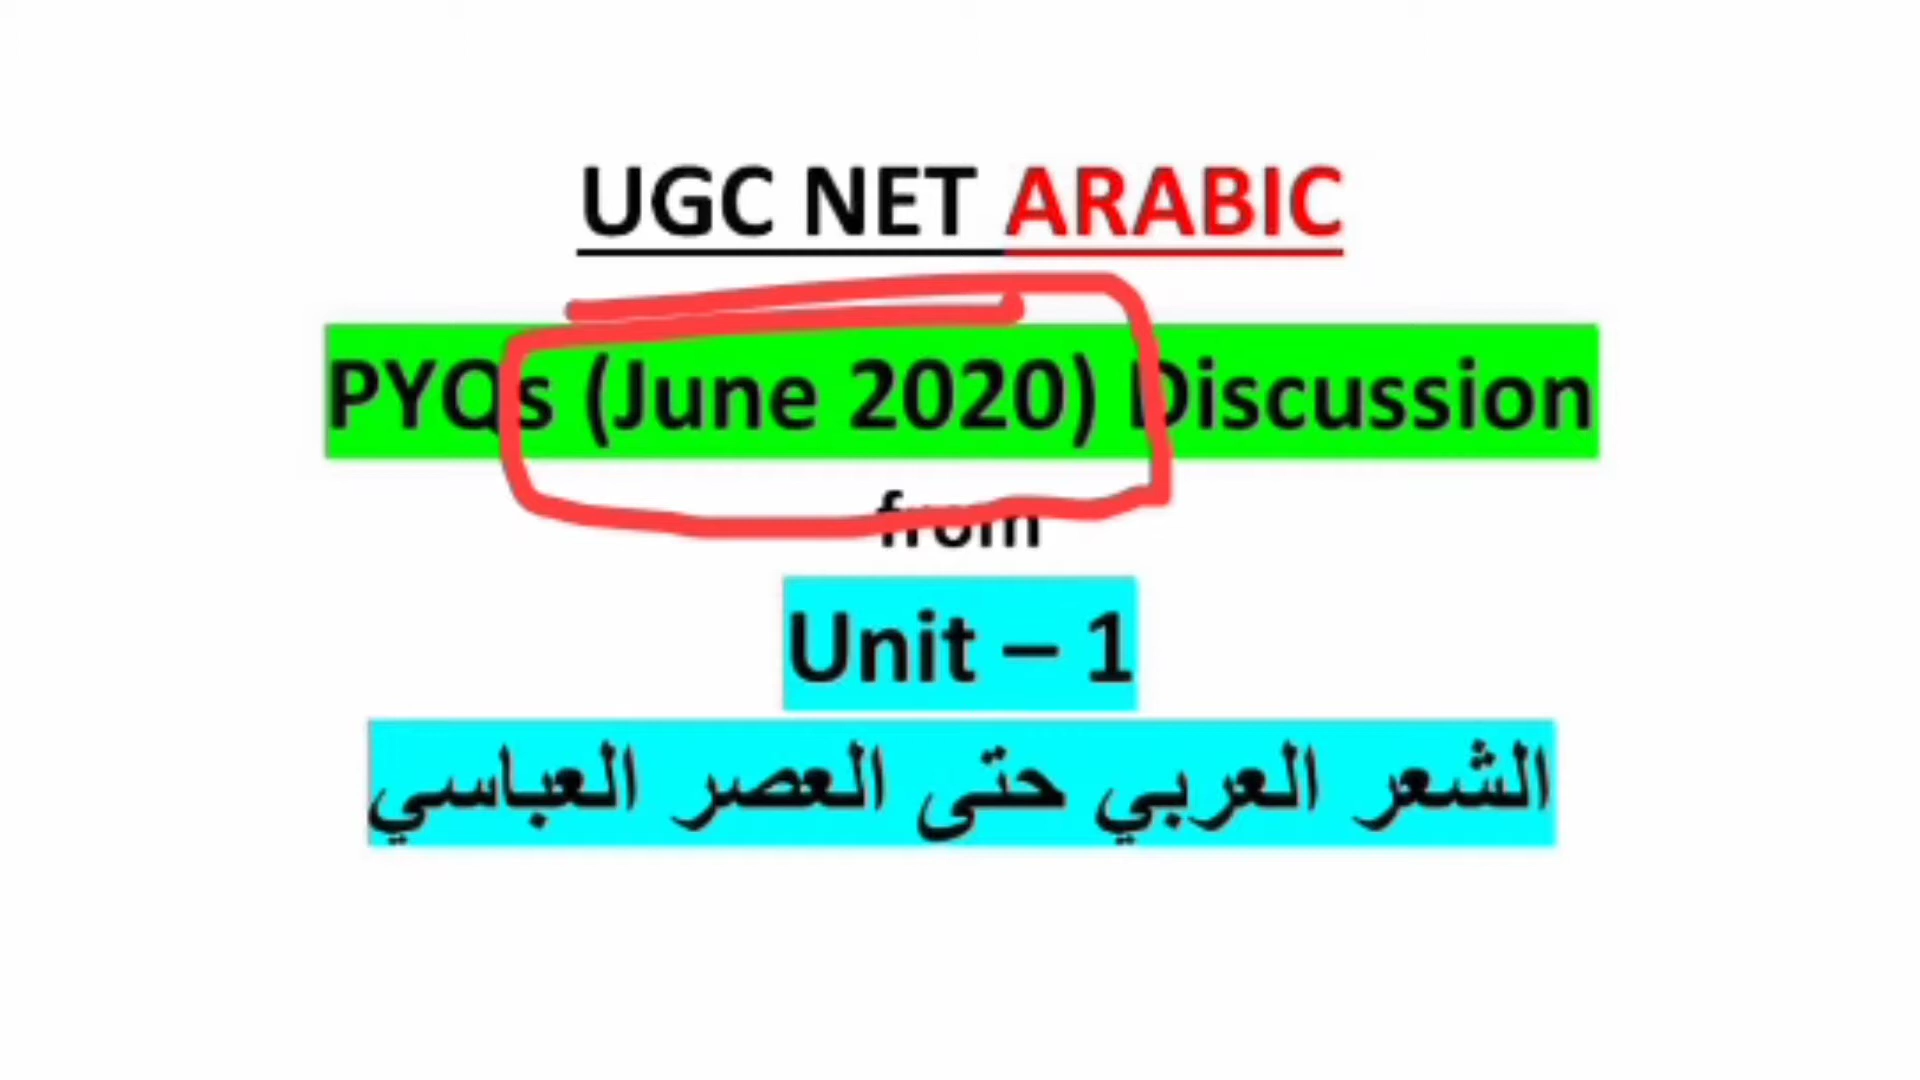 UGC NET ARABIC
PYQs (June 2020) Discussion
from
Unit – 1
الشعر العربي حتى العصر العباسي